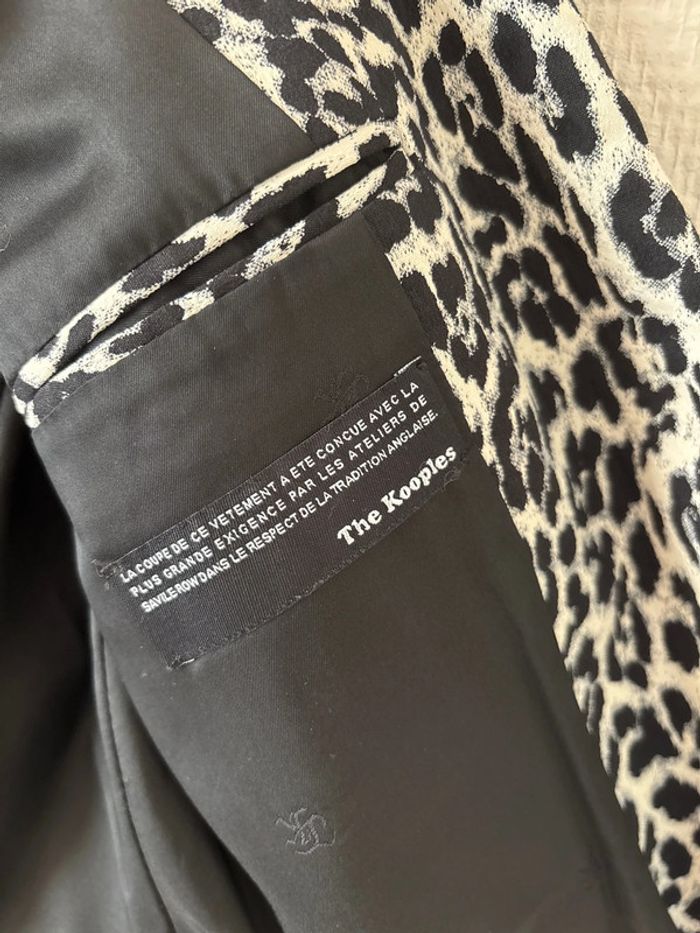 LA COUPE DE CE VETEMENT A ETE CONCUE AVEC LA
PLUS GRANDE EXIGENCE PAR LES ATELIERS DE
SAVILE ROW DANS LE RESPECT DE LA TRADITION ANGLAISE.
The Kooples